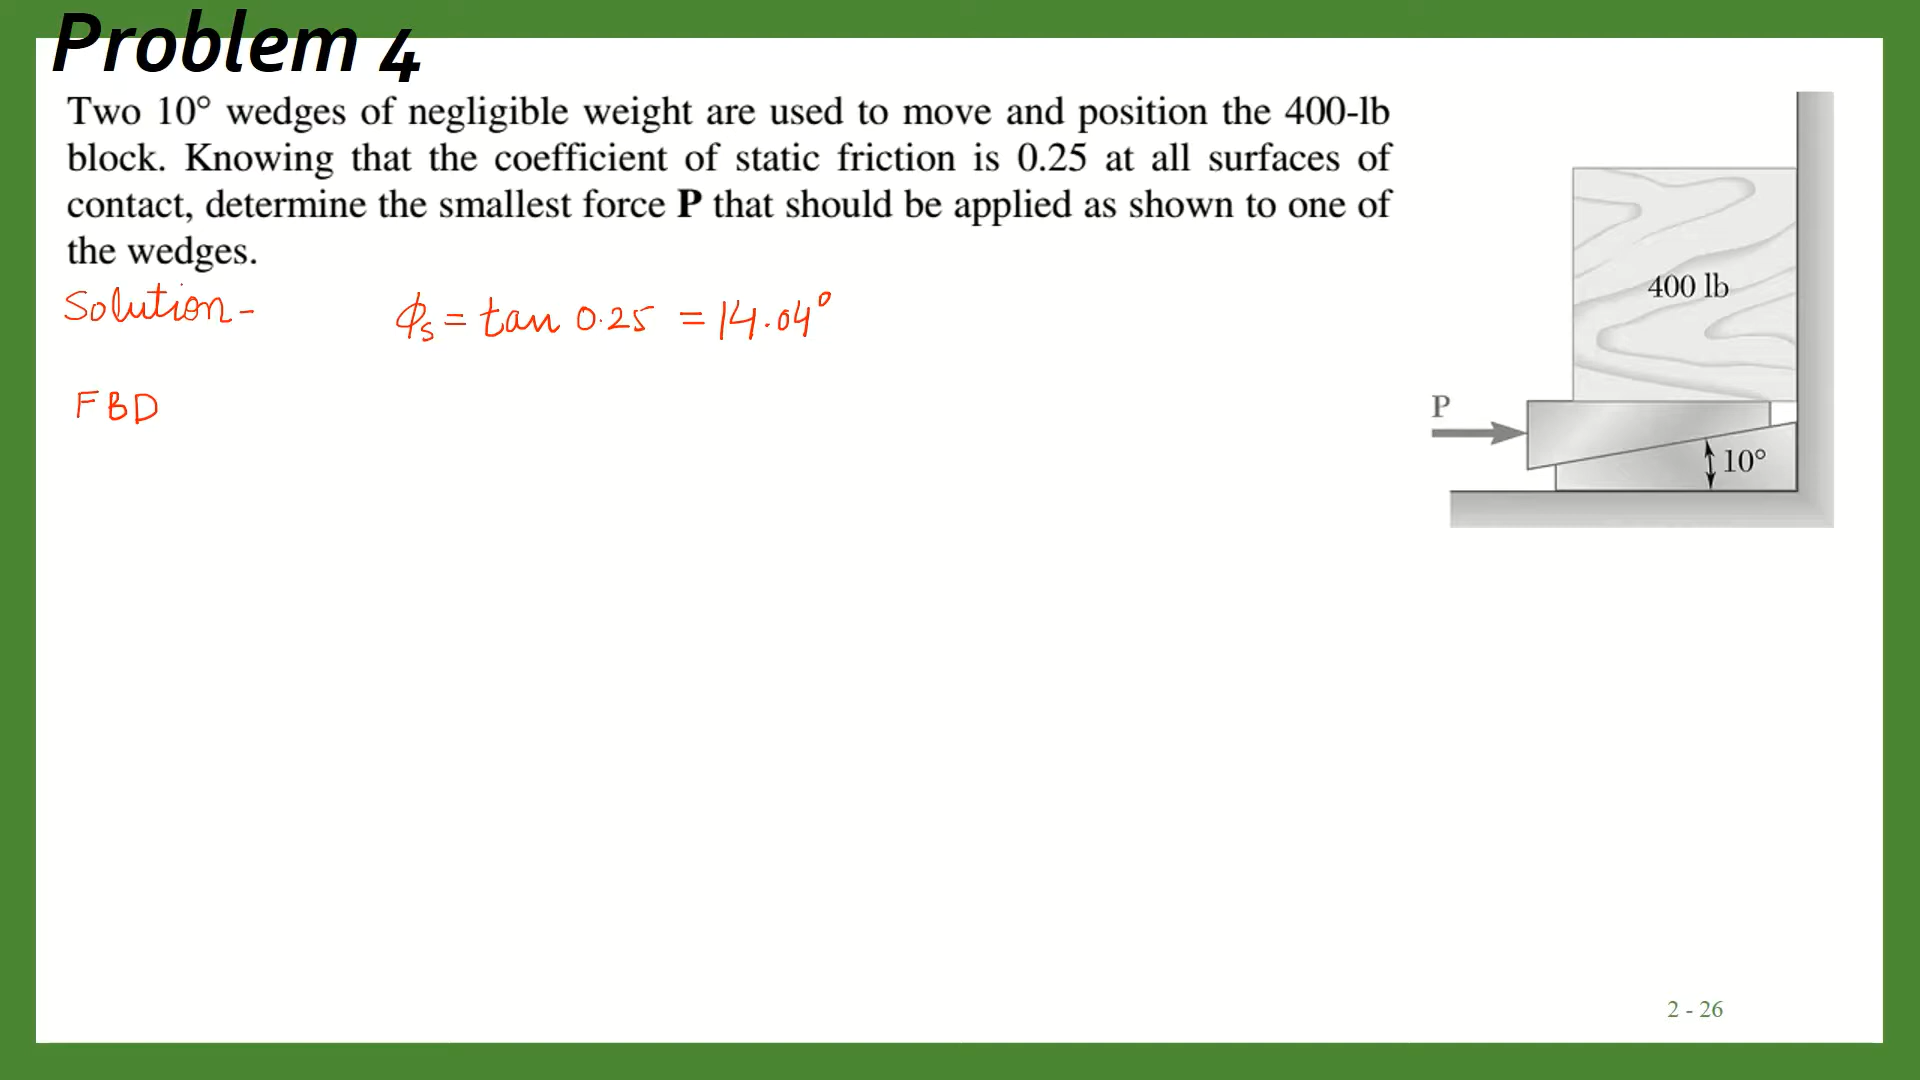 Problem 4
Two 10° wedges of negligible weight are used to move and position the 400-lb
block. Knowing that the coefficient of static friction is 0.25 at all surfaces of
contact, determine the smallest force P that should be applied as shown to one of
the wedges.
Solution-
ϕs = tan 0.25 = 14.04°
FBD
400 lb
P
10°
2 - 26